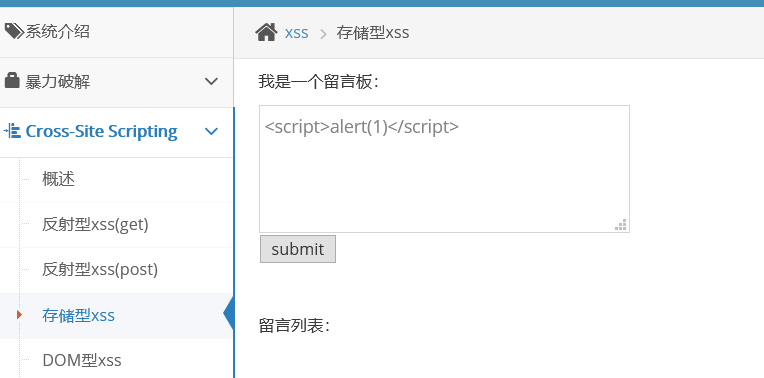 系统介绍
暴力破解
Cross-Site Scripting
概述
反射型xss(get)
反射型xss(post)
存储型xss
DOM型xss
xss > 存储型xss
我是一个留言板：
<script>alert(1)</script>
submit
留言列表：